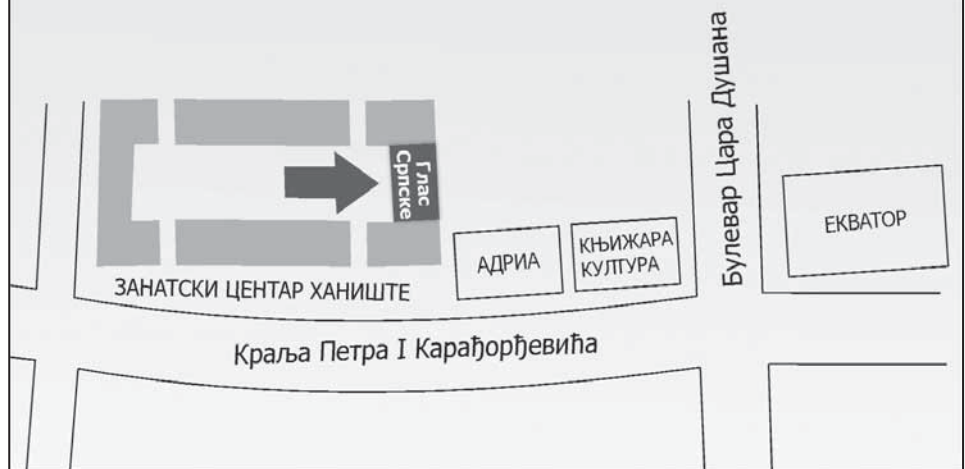 Булевар Цара Душана
Глас
Српске
ЕКВАТОР
АДРИА
КЊИЖАРА
КУЛТУРА
ЗАНАТСКИ ЦЕНТАР ХАНИШТЕ
Краља Петра I Карађорђевића